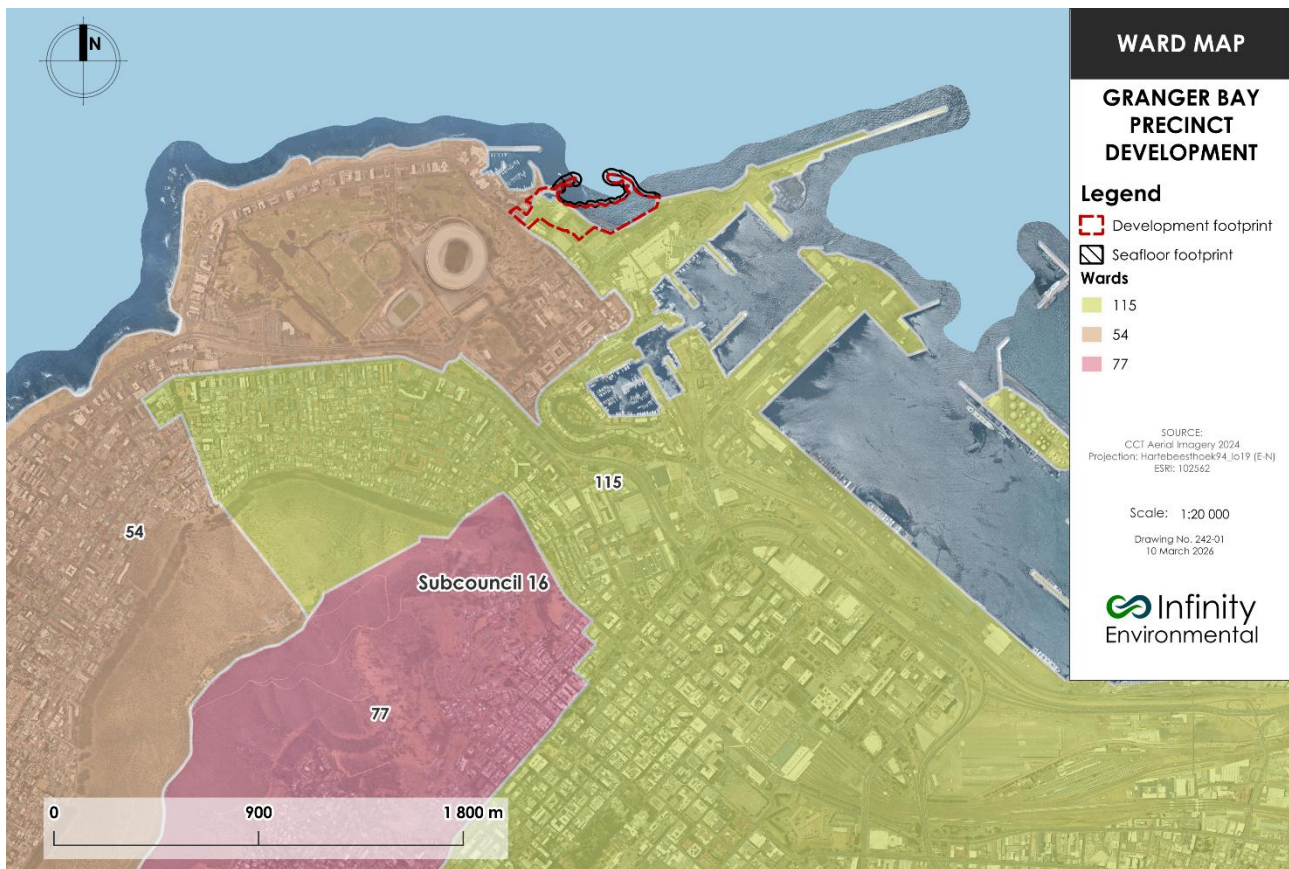 N
WARD MAP
GRANGER BAY
PRECINCT
DEVELOPMENT
Legend
Development footprint
Seafloor footprint
Wards
115
54
77
SOURCE:
CCT Aerial Imagery 2024
Projection: Hartebeesthoek94_lo19 (E-N)
ESRI: 102562
Scale: 1:20 000
Drawing No. 242-01
10 March 2026
Infinity
Environmental
115
54
Subcouncil 16
77
0 900 1 800 m